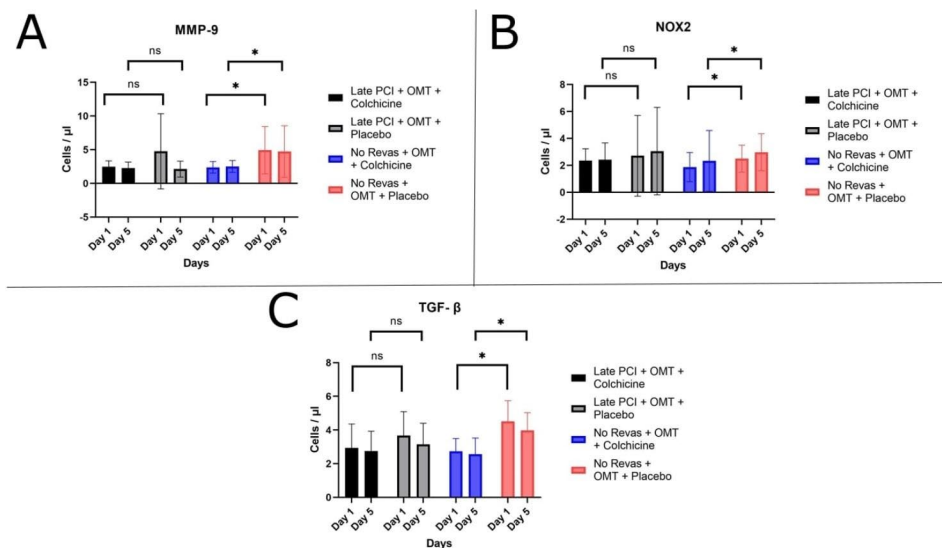 A
MMP-9
ns
*
ns
*
Cells / µl
15
10
5
0
-5
Day 1
Day 5
Day 1
Day 5
Day 1
Day 5
Day 1
Day 5
Days
Late PCI + OMT +
Colchicine
Late PCI + OMT +
Placebo
No Revas + OMT
+ Colchicine
No Revas +
OMT + Placebo
B
NOX2
ns
*
ns
*
Cells / µl
8
6
4
2
0
-2
Day 1
Day 5
Day 1
Day 5
Day 1
Day 5
Day 1
Day 5
Days
Late PCI + OMT +
Colchicine
Late PCI + OMT +
Placebo
No Revas + OMT
+ Colchicine
No Revas +
OMT + Placebo
C
TGF- β
ns
*
ns
*
Cells / µl
8
6
4
2
0
Day 1
Day 5
Day 1
Day 5
Day 1
Day 5
Day 1
Day 5
Days
Late PCI + OMT +
Colchicine
Late PCI + OMT +
Placebo
No Revas + OMT
+ Colchicine
No Revas +
OMT + Placebo